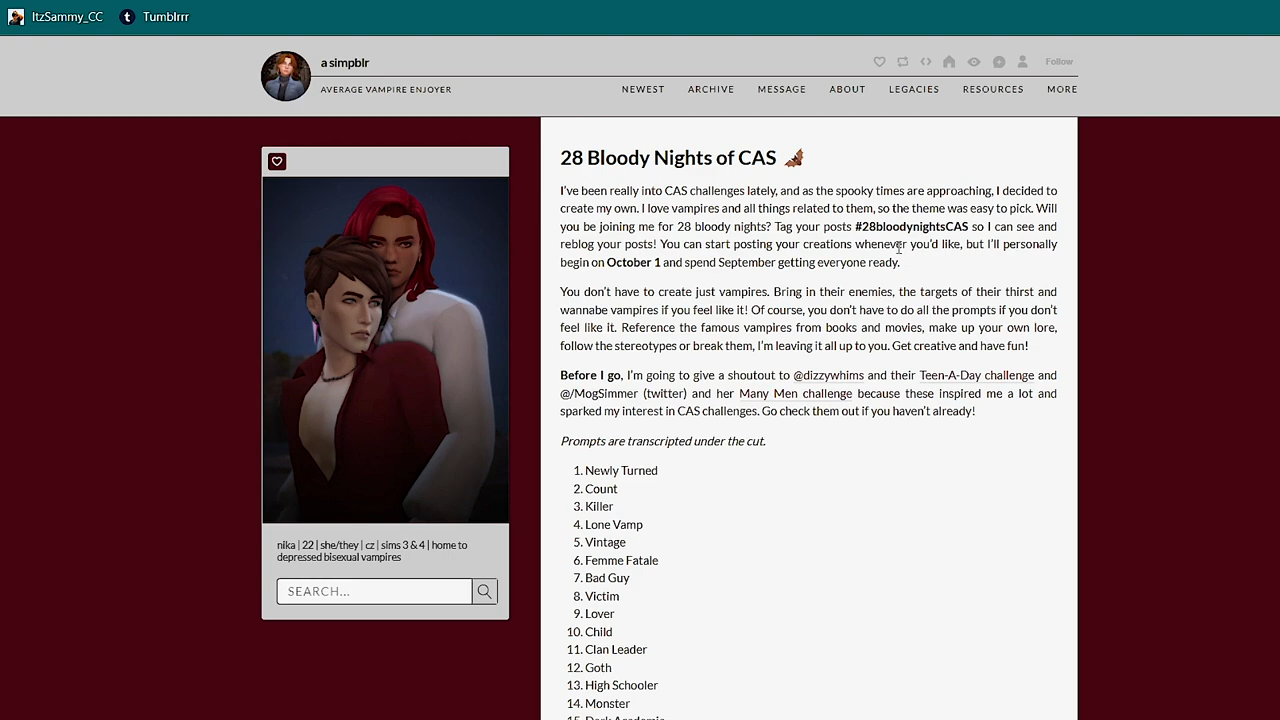 ItzSammy_CC Tumblrrr
a simpblr
Follow
AVERAGE VAMPIRE ENJOYER
NEWEST ARCHIVE MESSAGE ABOUT LEGACIES RESOURCES MORE
28 Bloody Nights of CAS
I've been really into CAS challenges lately, and as the spooky times are approaching, I decided to
create my own. I love vampires and all things related to them, so the theme was easy to pick. Will
you be joining me for 28 bloody nights? Tag your posts #28bloodynightsCAS so I can see and
reblog your posts! You can start posting your creations whenever you'd like, but I'll personally
begin on October 1 and spend September getting everyone ready.
You don't have to create just vampires. Bring in their enemies, the targets of their thirst and
wannabe vampires if you feel like it! Of course, you don't have to do all the prompts if you don't
feel like it. Reference the famous vampires from books and movies, make up your own lore,
follow the stereotypes or break them, I'm leaving it all up to you. Get creative and have fun!
Before I go, I'm going to give a shoutout to @dizzywhims and their Teen-A-Day challenge and
@/MogSimmer (twitter) and her Many Men challenge because these inspired me a lot and
sparked my interest in CAS challenges. Go check them out if you haven't already!
Prompts are transcripted under the cut.
1. Newly Turned
2. Count
3. Killer
4. Lone Vamp
5. Vintage
6. Femme Fatale
7. Bad Guy
8. Victim
9. Lover
10. Child
11. Clan Leader
12. Goth
13. High Schooler
14. Monster
15. Dark Academia
nika | 22 | she/they | cz | sims 3 & 4 | home to
depressed bisexual vampires
SEARCH...